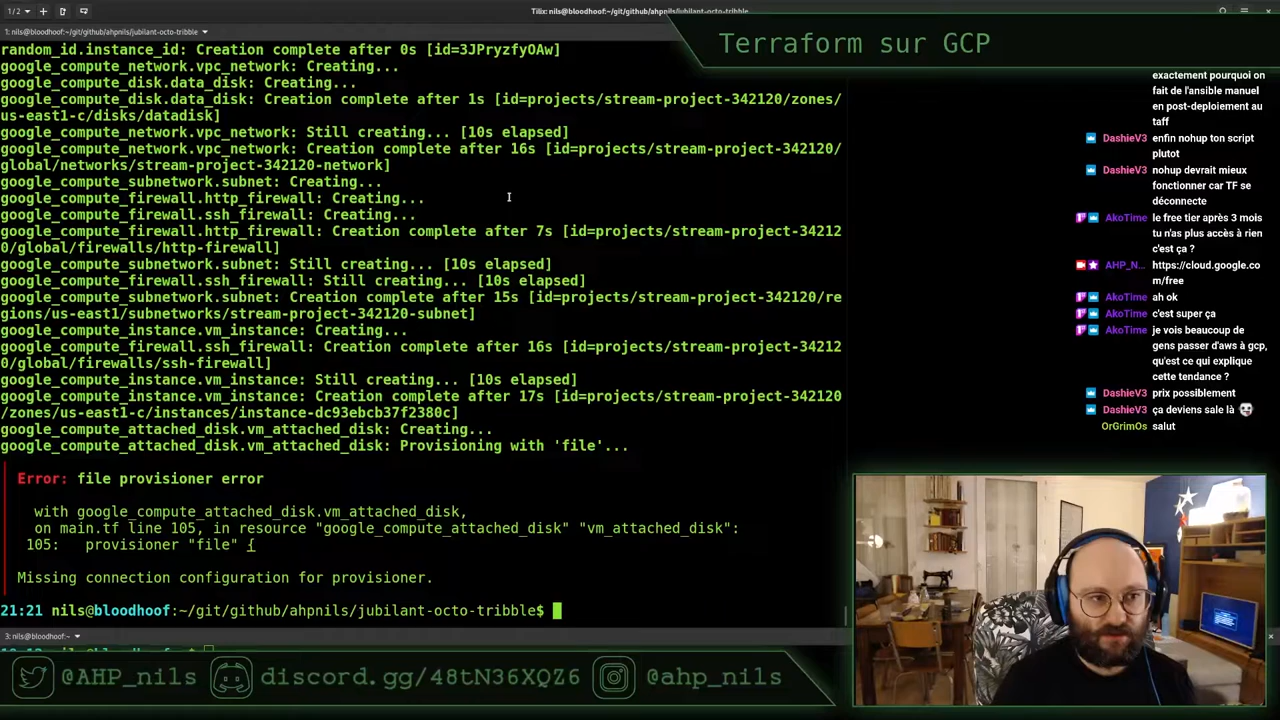 1/2
Tilix: nils@bloodhoof:~/git/github/ahpnils/jubilant-octo-tribble
1: nils@bloodhoof:~/git/github/ahpnils/jubilant-octo-tribble
Terraform sur GCP
random_id.instance_id: Creation complete after 0s [id=3JPryzfyOAw]
google_compute_network.vpc_network: Creating...
google_compute_disk.data_disk: Creating...
google_compute_disk.data_disk: Creation complete after 1s [id=projects/stream-project-342120/zones/
us-east1-c/disks/datadisk]
google_compute_network.vpc_network: Still creating... [10s elapsed]
google_compute_network.vpc_network: Creation complete after 16s [id=projects/stream-project-342120/
global/networks/stream-project-342120-network]
google_compute_subnetwork.subnet: Creating...
google_compute_firewall.http_firewall: Creating...
google_compute_firewall.ssh_firewall: Creating...
google_compute_firewall.http_firewall: Creation complete after 7s [id=projects/stream-project-34212
0/global/firewalls/http-firewall]
google_compute_subnetwork.subnet: Still creating... [10s elapsed]
google_compute_firewall.ssh_firewall: Still creating... [10s elapsed]
google_compute_subnetwork.subnet: Creation complete after 15s [id=projects/stream-project-342120/re
gions/us-east1/subnetworks/stream-project-342120-subnet]
google_compute_instance.vm_instance: Creating...
google_compute_firewall.ssh_firewall: Creation complete after 16s [id=projects/stream-project-34212
0/global/firewalls/ssh-firewall]
google_compute_instance.vm_instance: Still creating... [10s elapsed]
google_compute_instance.vm_instance: Creation complete after 17s [id=projects/stream-project-342120
/zones/us-east1-c/instances/instance-dc93ebcb37f2380c]
google_compute_attached_disk.vm_attached_disk: Creating...
google_compute_attached_disk.vm_attached_disk: Provisioning with 'file'...
Error: file provisioner error
with google_compute_attached_disk.vm_attached_disk,
on main.tf line 105, in resource "google_compute_attached_disk" "vm_attached_disk":
105: provisioner "file" {
Missing connection configuration for provisioner.
21:21 nils@bloodhoof:~/git/github/ahpnils/jubilant-octo-tribble$
3: nils@bloodhoof:~
exactement pourquoi on
fait de l'ansible manuel
en post-deploiement au
taff
DashieV3 enfin nohup ton script
plutot
DashieV3 nohup devrait mieux
fonctionner car TF se
déconnecte
AkoTime le free tier après 3 mois
tu n'as plus accès à rien
c'est ça ?
AHP_N... https://cloud.google.co
m/free
AkoTime ah ok
AkoTime c'est super ça
AkoTime je vois beaucoup de
gens passer d'aws à gcp,
qu'est ce qui explique
cette tendance ?
DashieV3 prix possiblement
DashieV3 ça deviens sale là
OrGrimOs salut
@AHP_nils
discord.gg/48tN36XQZ6
@ahp_nils